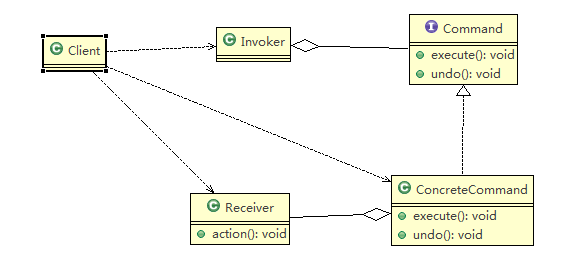 I Command
execute(): void
undo(): void
C Invoker
C Client
C ConcreteCommand
execute(): void
undo(): void
C Receiver
action(): void